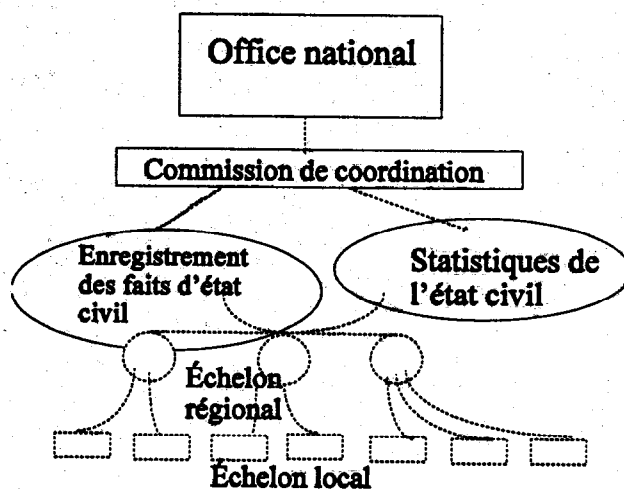 Office national
Commission de coordination
Enregistrement
des faits d'état
civil
Statistiques de
l'état civil
Échelon
régional
Échelon local